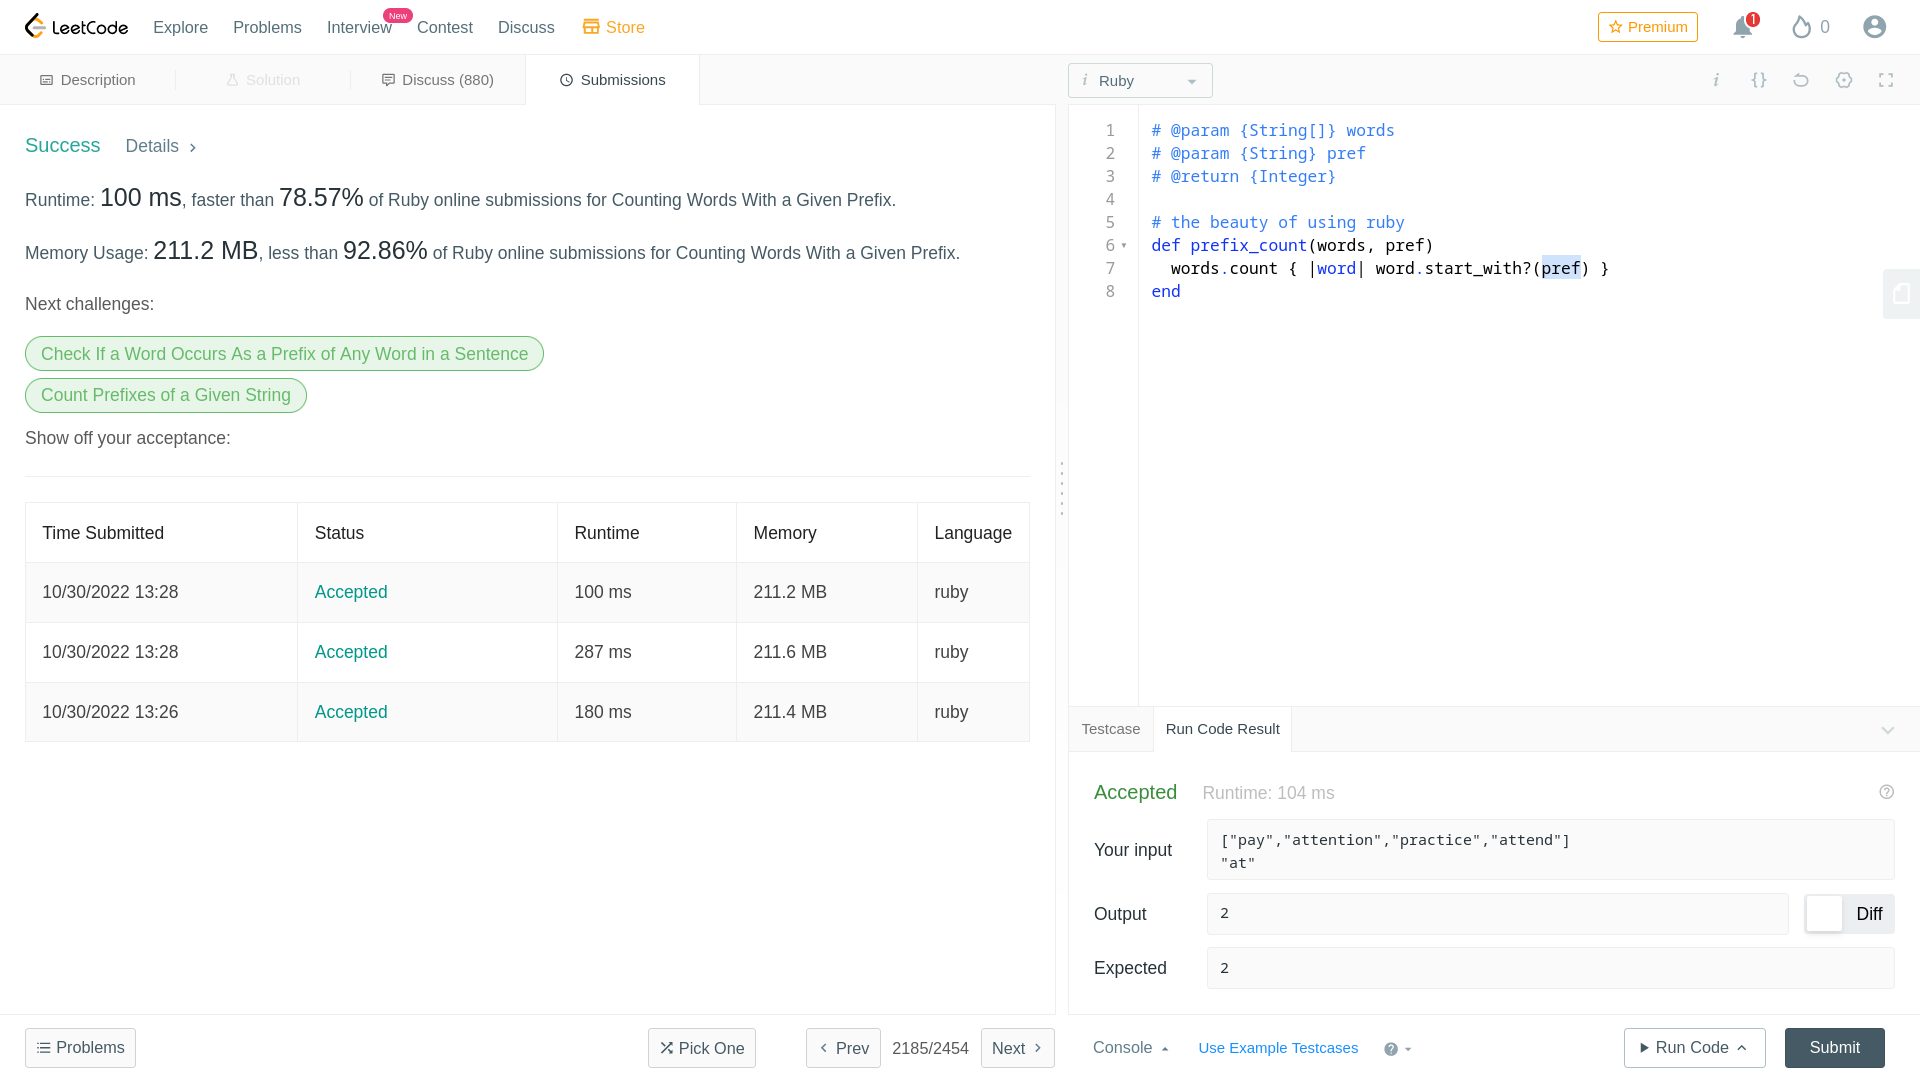 LeetCode
Explore
Problems
Interview
New
Contest
Discuss
Store
Premium
1
0
Description
Solution
Discuss (880)
Submissions
i Ruby
i {}
Success Details
Runtime: 100 ms, faster than 78.57% of Ruby online submissions for Counting Words With a Given Prefix.
Memory Usage: 211.2 MB, less than 92.86% of Ruby online submissions for Counting Words With a Given Prefix.
Next challenges:
Check If a Word Occurs As a Prefix of Any Word in a Sentence
Count Prefixes of a Given String
Show off your acceptance:
Time Submitted Status Runtime Memory Language
10/30/2022 13:28 Accepted 100 ms 211.2 MB ruby
10/30/2022 13:28 Accepted 287 ms 211.6 MB ruby
10/30/2022 13:26 Accepted 180 ms 211.4 MB ruby
1 # @param {String[]} words
2 # @param {String} pref
3 # @return {Integer}
4
5 # the beauty of using ruby
6 def prefix_count(words, pref)
7 words.count { |word| word.start_with?(pref) }
8 end
Testcase Run Code Result
Accepted Runtime: 104 ms
?
Your input
["pay","attention","practice","attend"]
"at"
Output
2
Diff
Expected
2
Problems
Pick One
Prev
2185/2454
Next
Console
Use Example Testcases
?
Run Code
Submit